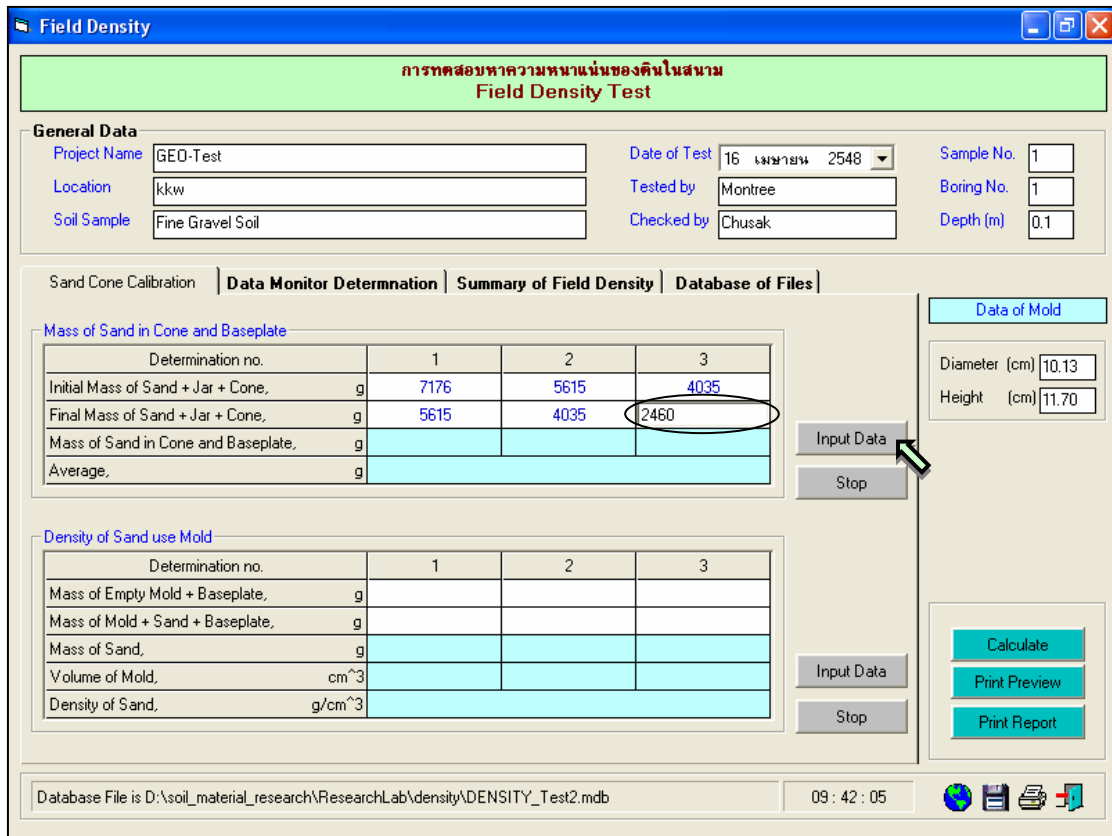 Field Density
การทดสอบหาความหนาแน่นของดินในสนาม
Field Density Test
General Data
Project Name GEO-Test
Date of Test 16 เมษายน 2548
Sample No. 1
Location kkw
Tested by Montree
Boring No. 1
Soil Sample Fine Gravel Soil
Checked by Chusak
Depth (m) 0.1
Sand Cone Calibration Data Monitor Determnation Summary of Field Density Database of Files
Mass of Sand in Cone and Baseplate
Determination no. 1 2 3
Initial Mass of Sand + Jar + Cone, g 7176 5615 4035
Final Mass of Sand + Jar + Cone, g 5615 4035 2460
Mass of Sand in Cone and Baseplate, g
Average, g
Input Data
Stop
Data of Mold
Diameter (cm) 10.13
Height (cm) 11.70
Density of Sand use Mold
Determination no. 1 2 3
Mass of Empty Mold + Baseplate, g
Mass of Mold + Sand + Baseplate, g
Mass of Sand, g
Volume of Mold, cm^3
Density of Sand, g/cm^3
Input Data
Stop
Calculate
Print Preview
Print Report
Database File is D:\soil_material_research\ResearchLab\density\DENSITY_Test2.mdb
09 : 42 : 05